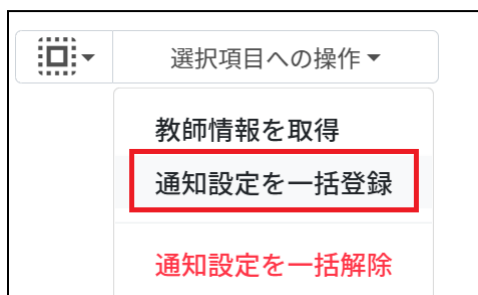 選択項目への操作
教師情報を取得
通知設定を一括登録
通知設定を一括解除